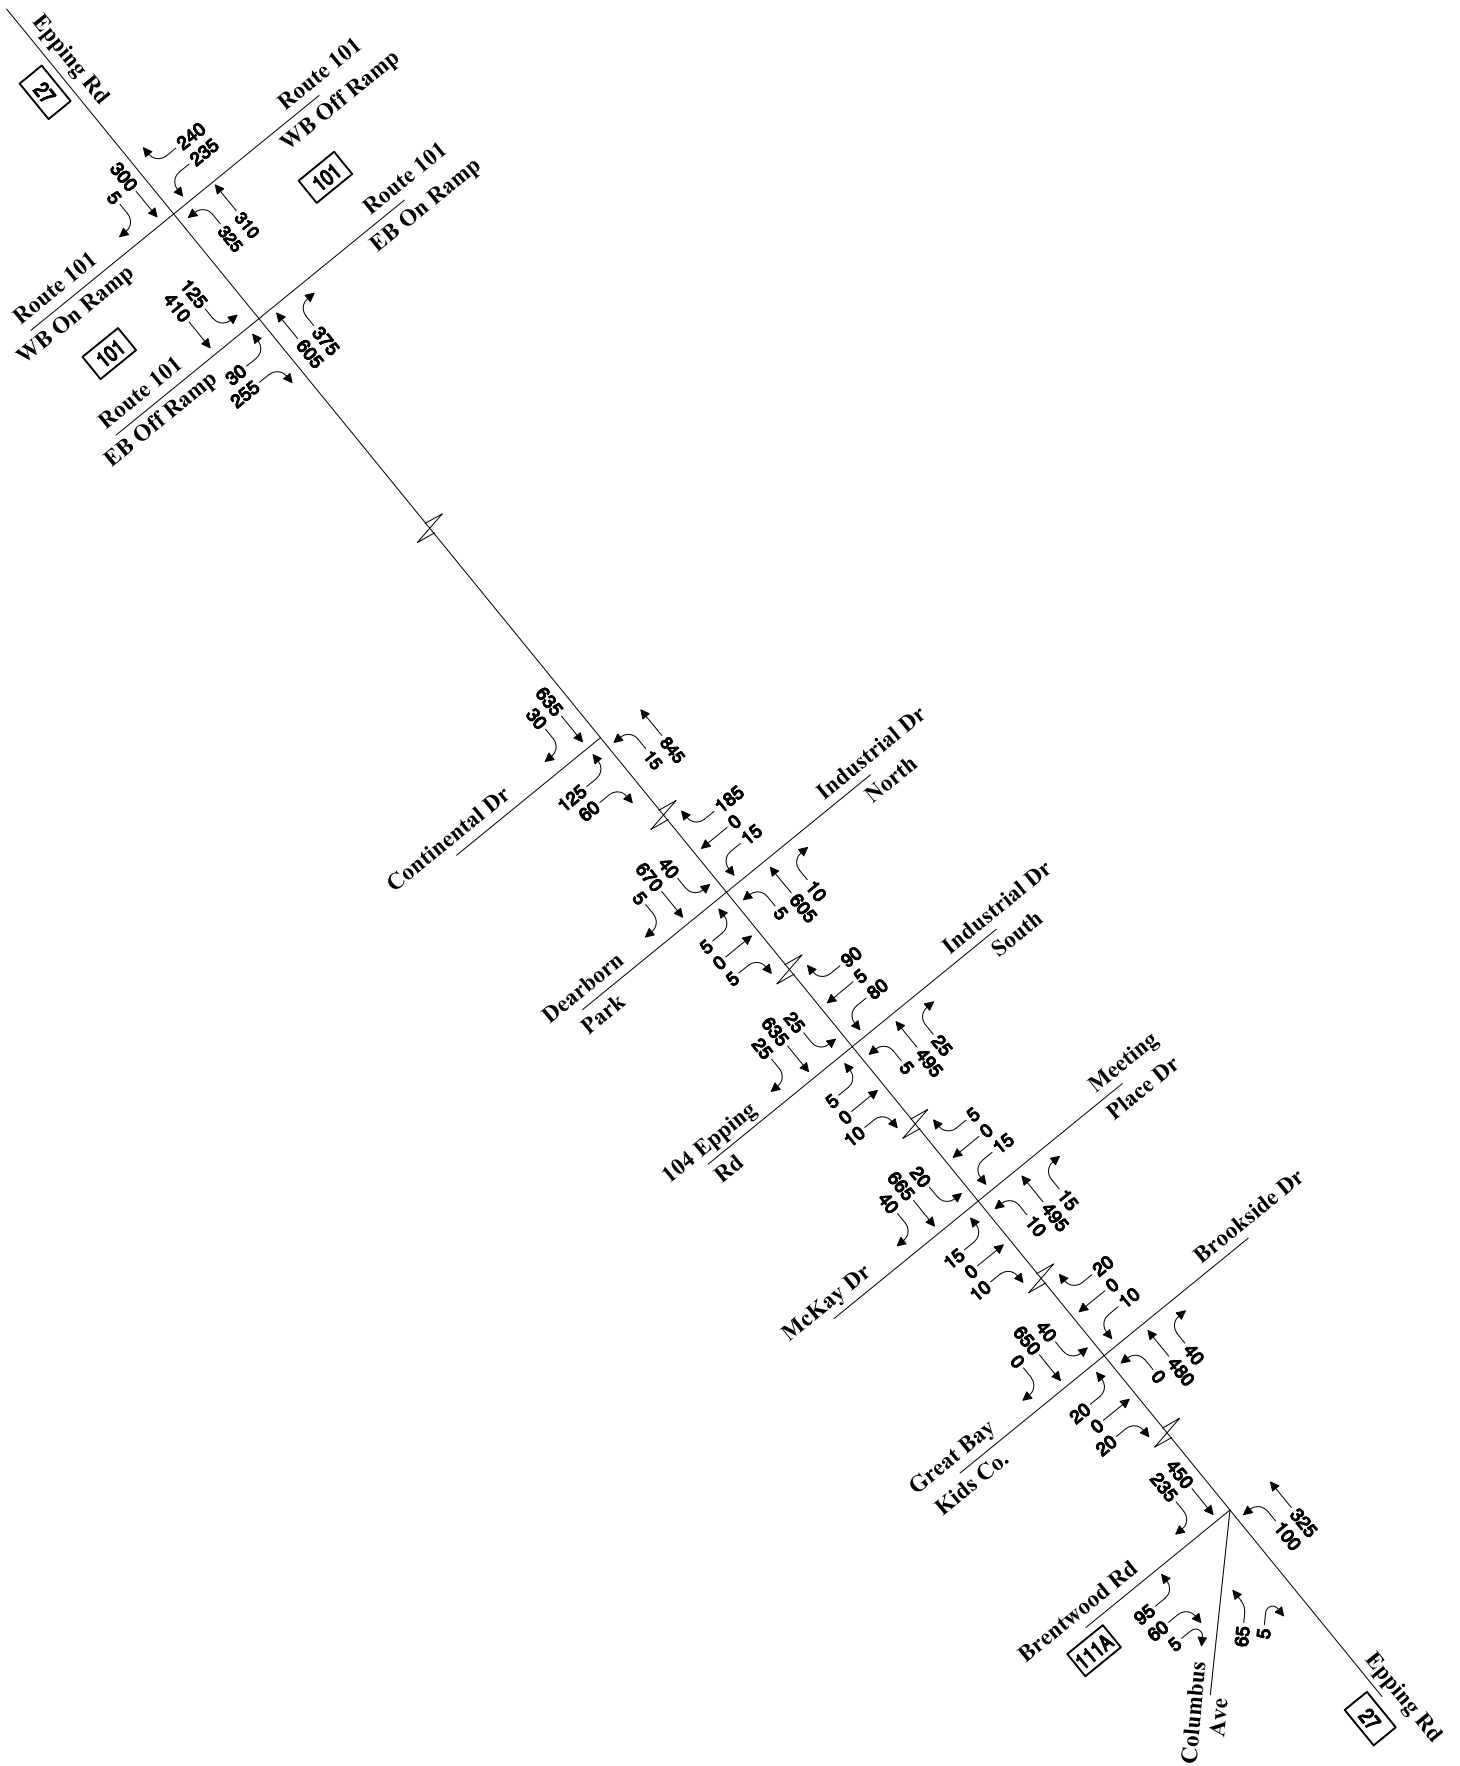 Epping Rd
27
Route 101
WB Off Ramp
240
235
300
5
310
325
101
Route 101
EB On Ramp
Route 101
WB On Ramp
125
410
375
605
101
30
255
Route 101
EB Off Ramp
635
30
845
15
125
60
Continental Dr
185
0
15
Industrial Dr
North
40
670
5
10
605
5
5
0
5
Dearborn
Park
90
5
80
Industrial Dr
South
25
635
25
25
495
5
5
0
10
104 Epping
Rd
5
0
15
Meeting
Place Dr
20
665
40
15
495
10
15
0
10
McKay Dr
20
0
10
Brookside Dr
40
650
0
40
480
0
20
0
20
Great Bay
Kids Co.
450
235
325
100
Brentwood Rd
111A
95
60
5
65
5
Columbus
Ave
Epping Rd
27